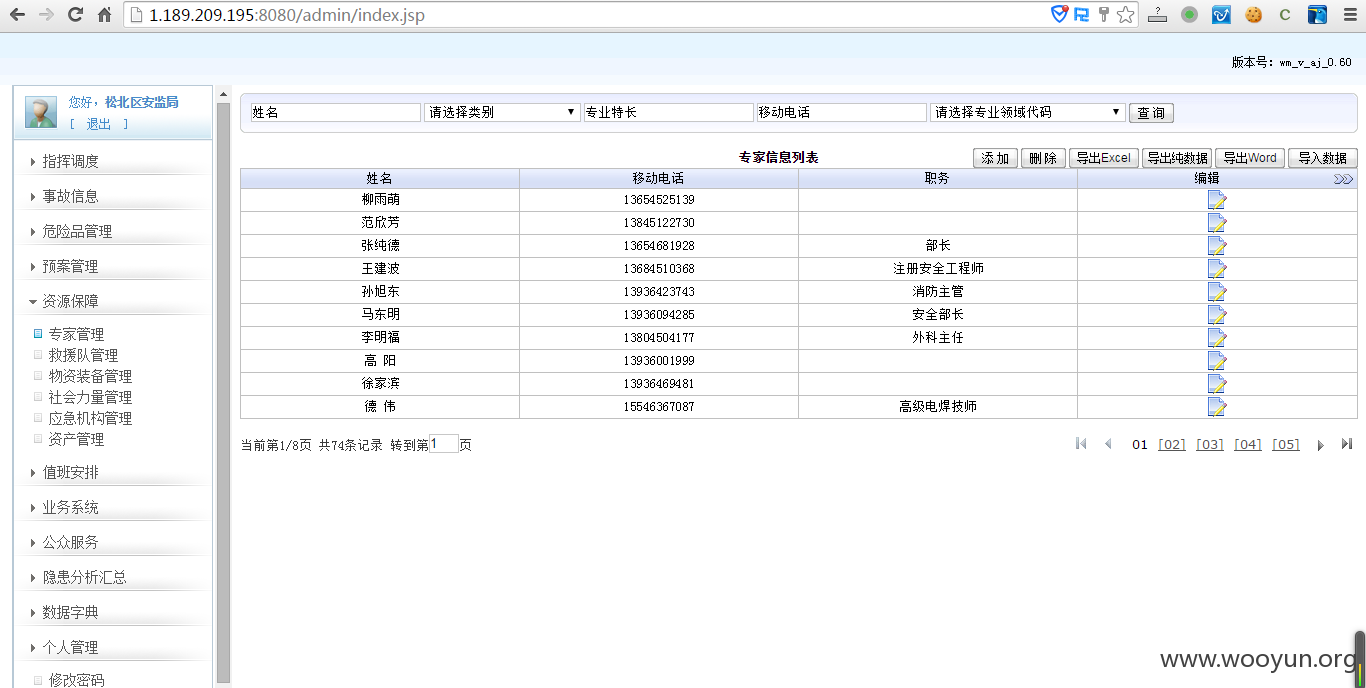 1.189.209.195:8080/admin/index.jsp
版本号：wm_v_aj_0.60
您好，松北区安监局
[ 退出 ]
指挥调度
事故信息
危险品管理
预案管理
资源保障
专家管理
救援队管理
物资装备管理
社会力量管理
应急机构管理
资产管理
值班安排
业务系统
公众服务
隐患分析汇总
数据字典
个人管理
修改密码
姓名 请选择类别 专业特长 移动电话 请选择专业领域代码 查询
专家信息列表 添加 删除 导出Excel 导出纯数据 导出Word 导入数据
姓名 移动电话 职务 编辑
柳雨萌 13654525139
范欣芳 13845122730
张纯德 13654681928 部长
王建波 13684510368 注册安全工程师
孙旭东 13936423743 消防主管
马东明 13936094285 安全部长
李明福 13804504177 外科主任
高 阳 13936001999
徐家滨 13936469481
德 伟 15546367087 高级电焊技师
当前第1/8页 共74条记录 转到第1页 01 [02] [03] [04] [05]
www.wooyun.org